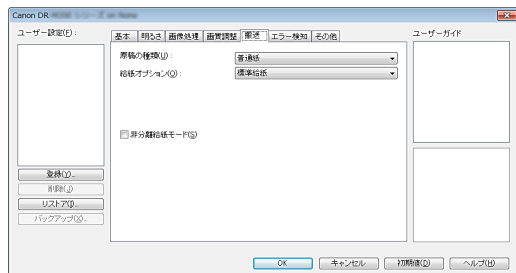 Canon DR
ユーザー設定(F):
基本 明るさ 画像処理 画質調整 搬送 エラー検知 その他
ユーザーガイド
原稿の種類(U):
普通紙
給紙オプション(O):
標準給紙
非分離給紙モード(S)
登録(Y)...
削除(J)
リストア(T)...
バックアップ(X)...
OK キャンセル 初期値(D) ヘルプ(H)